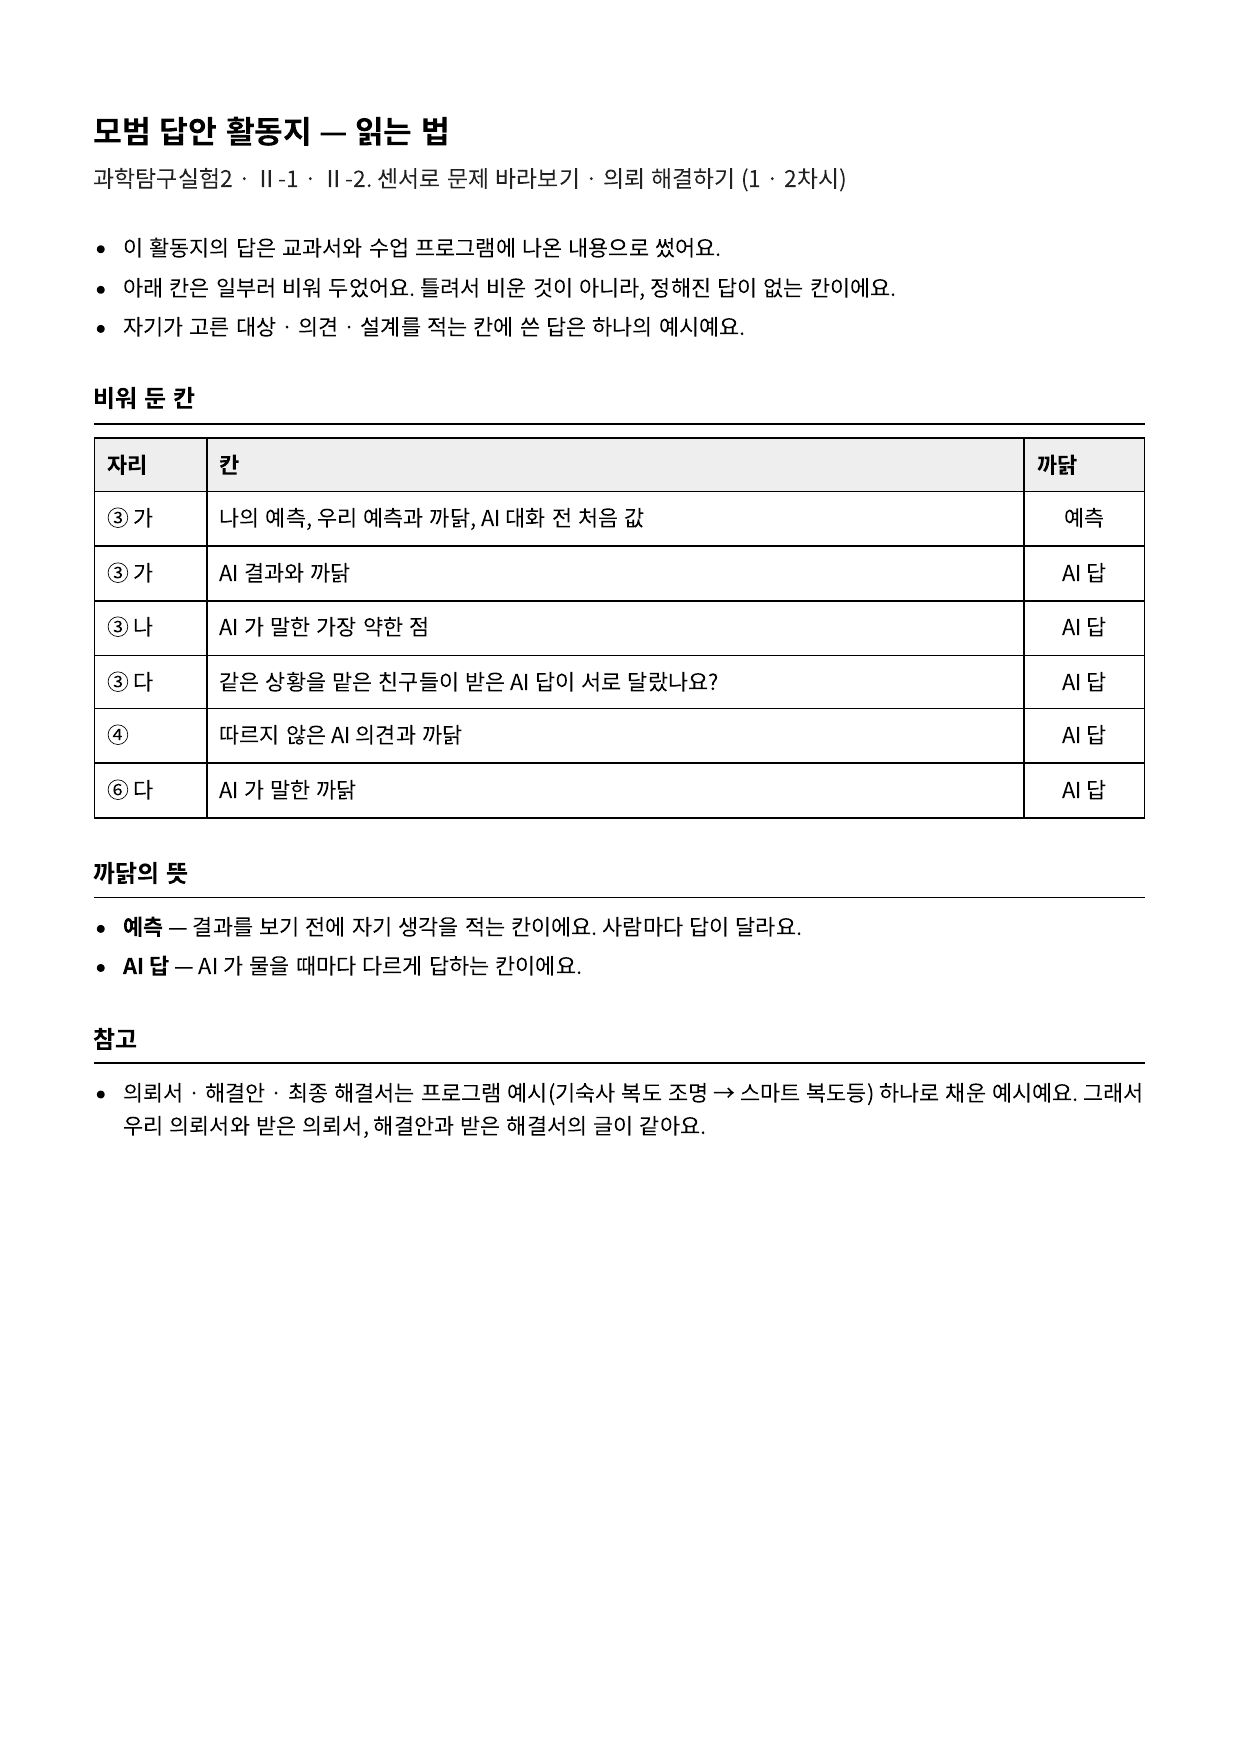 모범 답안 활동지 — 읽는 법
과학탐구실험2 · Ⅱ-1 · Ⅱ-2. 센서로 문제 바라보기 · 의뢰 해결하기 (1 · 2차시)
• 이 활동지의 답은 교과서와 수업 프로그램에 나온 내용으로 썼어요.
• 아래 칸은 일부러 비워 두었어요. 틀려서 비운 것이 아니라, 정해진 답이 없는 칸이에요.
• 자기가 고른 대상 · 의견 · 설계를 적는 칸에 쓴 답은 하나의 예시예요.
비워 둔 칸
자리 칸 까닭
③ 가 나의 예측, 우리 예측과 까닭, AI 대화 전 처음 값 예측
③ 가 AI 결과와 까닭 AI 답
③ 나 AI 가 말한 가장 약한 점 AI 답
③ 다 같은 상황을 맡은 친구들이 받은 AI 답이 서로 달랐나요? AI 답
④ 따르지 않은 AI 의견과 까닭 AI 답
⑥ 다 AI 가 말한 까닭 AI 답
까닭의 뜻
• 예측 — 결과를 보기 전에 자기 생각을 적는 칸이에요. 사람마다 답이 달라요.
• AI 답 — AI 가 물을 때마다 다르게 답하는 칸이에요.
참고
• 의뢰서 · 해결안 · 최종 해결서는 프로그램 예시(기숙사 복도 조명 → 스마트 복도등) 하나로 채운 예시예요. 그래서
우리 의뢰서와 받은 의뢰서, 해결안과 받은 해결서의 글이 같아요.